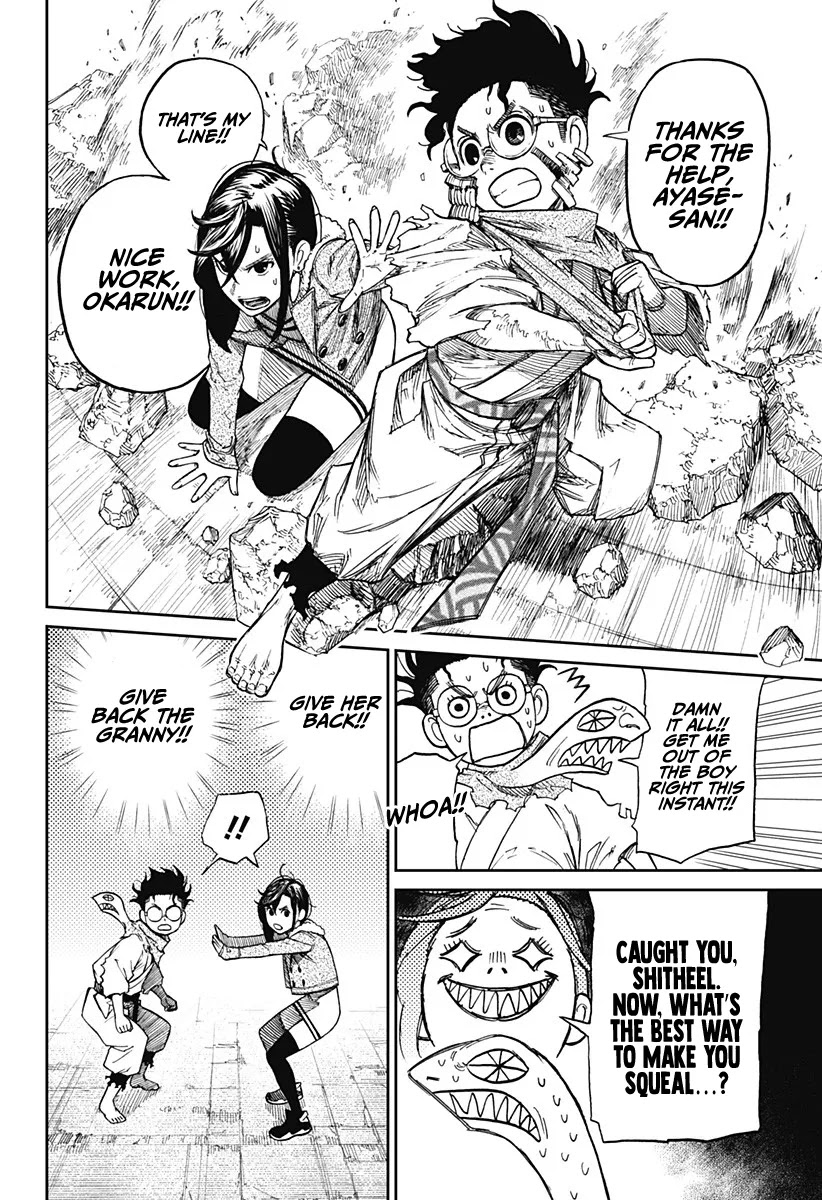 THANKS
FOR THE
HELP,
AYASE-
SAN!!
THAT'S MY
LINE!!
NICE
WORK,
OKARUN!!
DAMN
IT ALL!!
GET ME
OUT OF
THE BOY
RIGHT THIS
INSTANT!!
WHOA!!
CAUGHT YOU,
SHITHEEL.
NOW, WHAT'S
THE BEST WAY
TO MAKE YOU
SQUEAL...?
GIVE HER
BACK!!
GIVE
BACK THE
GRANNY!!
!!